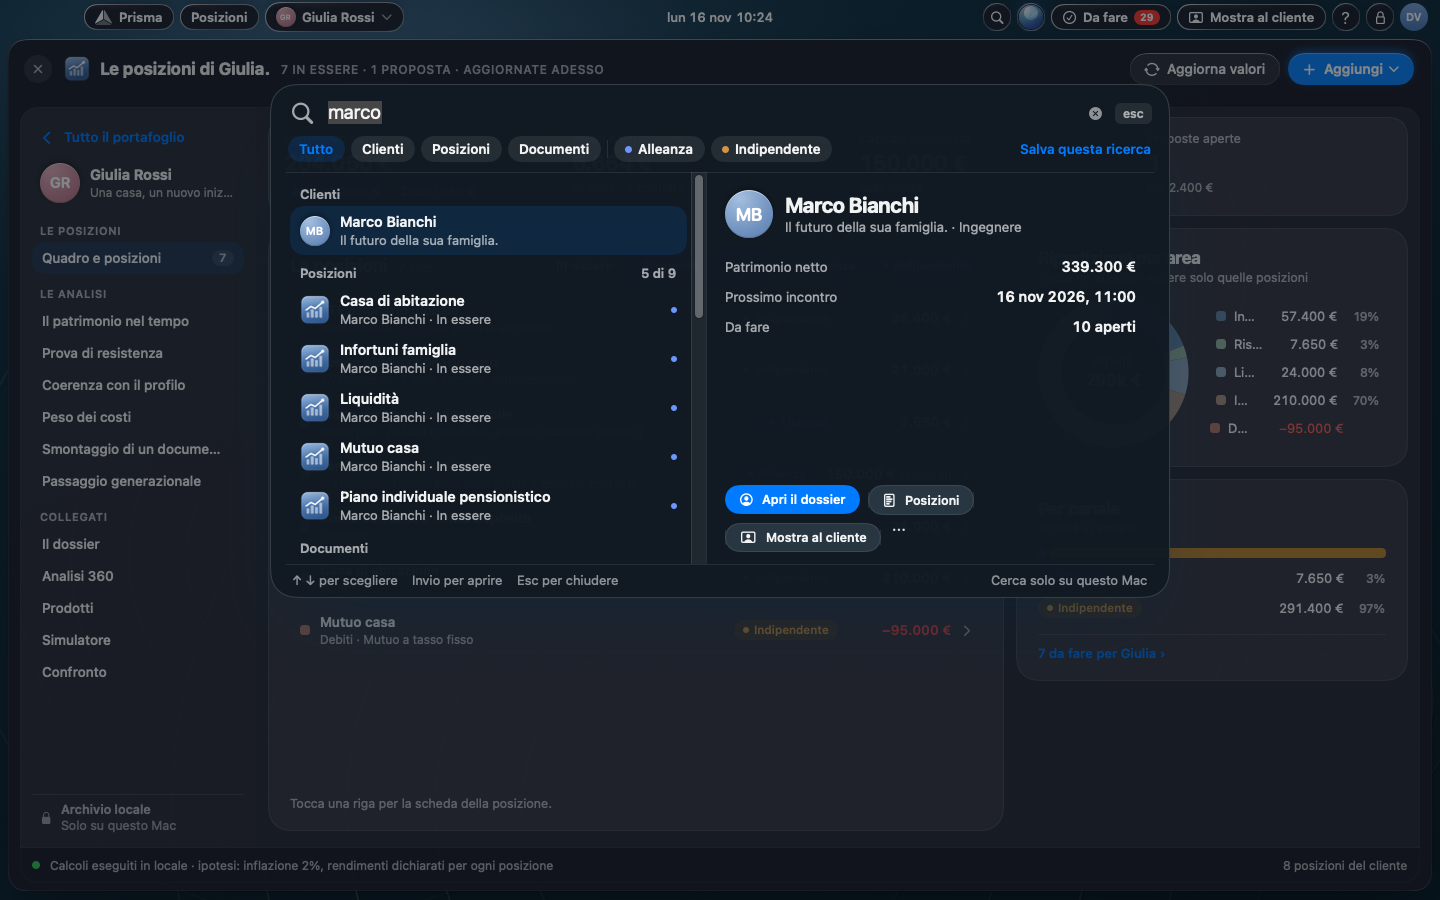 Prisma
Posizioni
GR Giulia Rossi
lun 16 nov 10:24
Da fare 29
Mostra al cliente
?
DV
Le posizioni di Giulia.
7 IN ESSERE · 1 PROPOSTA · AGGIORNATE ADESSO
Aggiorna valori
+ Aggiungi
marco
esc
Tutto
Clienti
Posizioni
Documenti
Alleanza
Indipendente
Salva questa ricerca
Clienti
MB
Marco Bianchi
Il futuro della sua famiglia.
Posizioni
5 di 9
Casa di abitazione
Marco Bianchi · In essere
Infortuni famiglia
Marco Bianchi · In essere
Liquidità
Marco Bianchi · In essere
Mutuo casa
Marco Bianchi · In essere
Piano individuale pensionistico
Marco Bianchi · In essere
Documenti
MB
Marco Bianchi
Il futuro della sua famiglia. · Ingegnere
Patrimonio netto
339.300 €
Prossimo incontro
16 nov 2026, 11:00
Da fare
10 aperti
Apri il dossier
Posizioni
Mostra al cliente
...
↑ ↓ per scegliere
Invio per aprire
Esc per chiudere
Cerca solo su questo Mac
Tutto il portafoglio
GR
Giulia Rossi
Una casa, un nuovo iniz...
LE POSIZIONI
Quadro e posizioni
7
LE ANALISI
Il patrimonio nel tempo
Prova di resistenza
Coerenza con il profilo
Peso dei costi
Smontaggio di un docume...
Passaggio generazionale
COLLEGATI
Il dossier
Analisi 360
Prodotti
Simulatore
Confronto
Archivio locale
Solo su questo Mac
Mutuo casa
Debiti · Mutuo a tasso fisso
Indipendente
−95.000 €
Tocca una riga per la scheda della posizione.
poste aperte
2.400 €
area
ere solo quelle posizioni
In... 57.400 € 19%
Ris... 7.650 € 3%
Li... 24.000 € 8%
I... 210.000 € 70%
D... −95.000 €
7.650 € 3%
Indipendente 291.400 € 97%
7 da fare per Giulia ›
Calcoli eseguiti in locale · ipotesi: inflazione 2%, rendimenti dichiarati per ogni posizione
8 posizioni del cliente